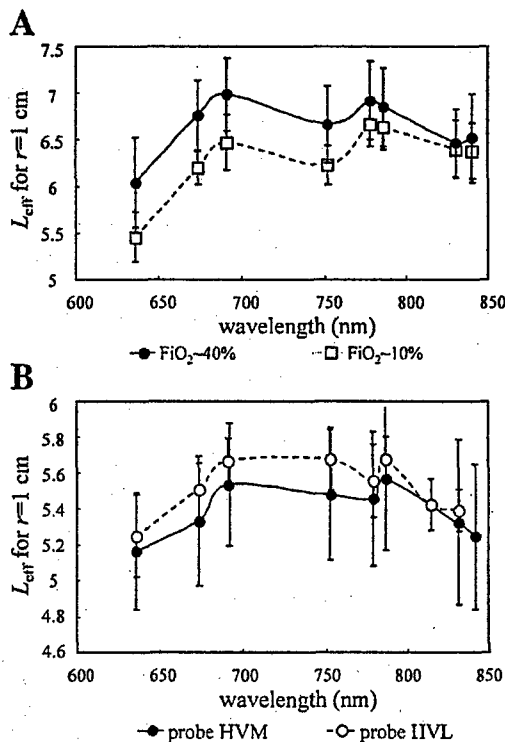 A
7.5
7
6.5
6
5.5
5
L_eff for r=1 cm
600 650 700 750 800 850
wavelength (nm)
FiO₂~40% FiO₂~10%
B
6
5.8
5.6
5.4
5.2
5
4.8
4.6
L_eff for r=1 cm
600 650 700 750 800 850
wavelength (nm)
probe HVM probe HVL